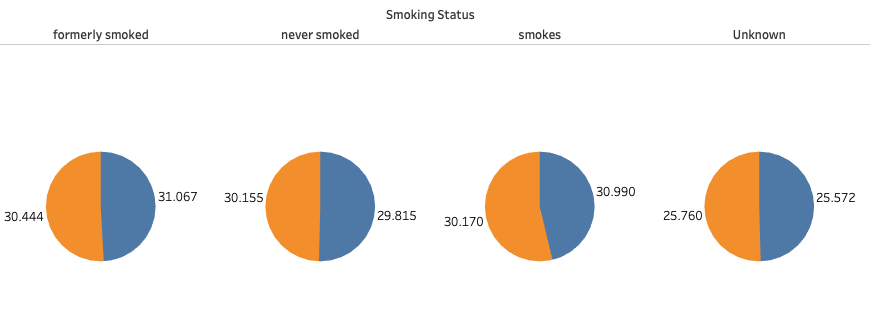 Smoking Status
formerly smoked never smoked smokes Unknown
30.444 31.067 30.155 29.815 30.170 30.990 25.760 25.572